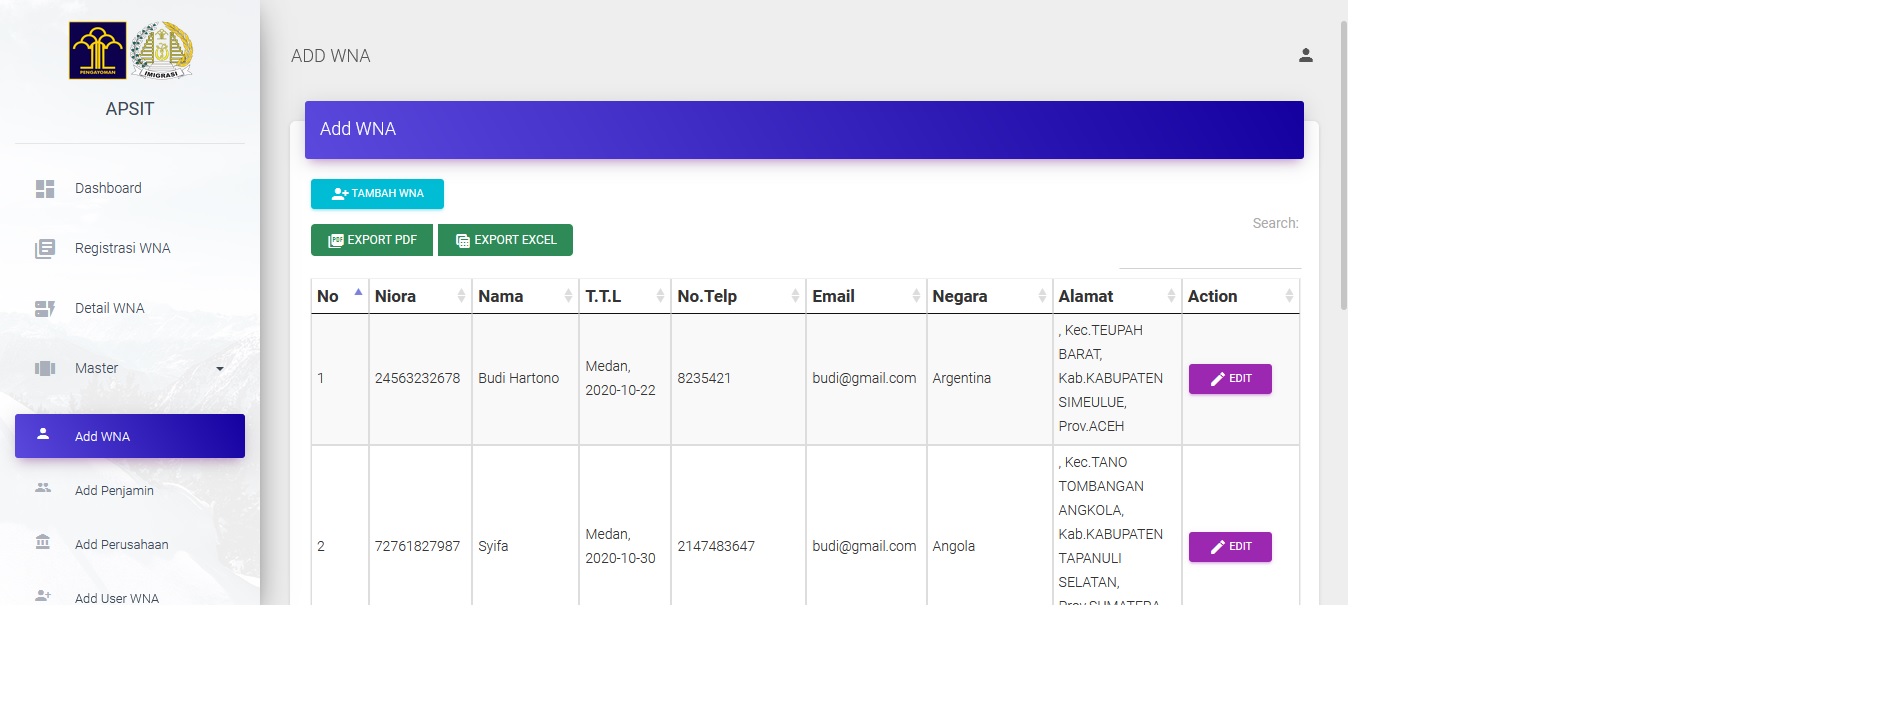 PENGAYOMAN
IMIGRASI
APSIT
Dashboard
Registrasi WNA
Detail WNA
Master
Add WNA
Add Penjamin
Add Perusahaan
Add User WNA
ADD WNA
Add WNA
TAMBAH WNA
PDF EXPORT PDF
EXPORT EXCEL
Search:
No Niora Nama T.T.L No.Telp Email Negara Alamat Action
, Kec.TEUPAH
BARAT,
Medan,
1 24563232678 Budi Hartono 8235421 budi@gmail.com Argentina Kab.KABUPATEN EDIT
2020-10-22
SIMEULUE,
Prov.ACEH
, Kec.TANO
TOMBANGAN
ANGKOLA,
Medan,
Kab.KABUPATEN
2 72761827987 Syifa 2147483647 budi@gmail.com Angola EDIT
2020-10-30
TAPANULI
SELATAN,
Prov.SUMATERA